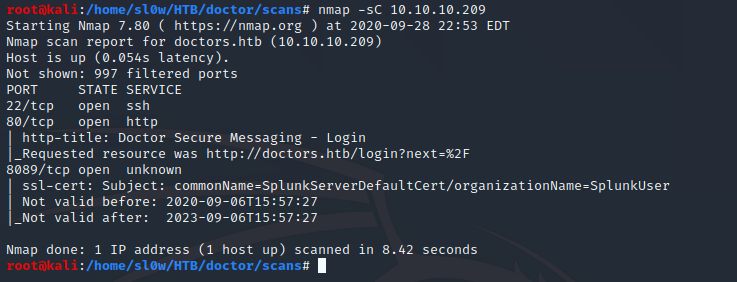 root@kali:/home/sl0w/HTB/doctor/scans# nmap -sC 10.10.10.209
Starting Nmap 7.80 ( https://nmap.org ) at 2020-09-28 22:53 EDT
Nmap scan report for doctors.htb (10.10.10.209)
Host is up (0.054s latency).
Not shown: 997 filtered ports
PORT     STATE SERVICE
22/tcp   open  ssh
80/tcp   open  http
| http-title: Doctor Secure Messaging - Login
|_Requested resource was http://doctors.htb/login?next=%2F
8089/tcp open  unknown
| ssl-cert: Subject: commonName=SplunkServerDefaultCert/organizationName=SplunkUser
| Not valid before: 2020-09-06T15:57:27
|_Not valid after:  2023-09-06T15:57:27

Nmap done: 1 IP address (1 host up) scanned in 8.42 seconds
root@kali:/home/sl0w/HTB/doctor/scans#